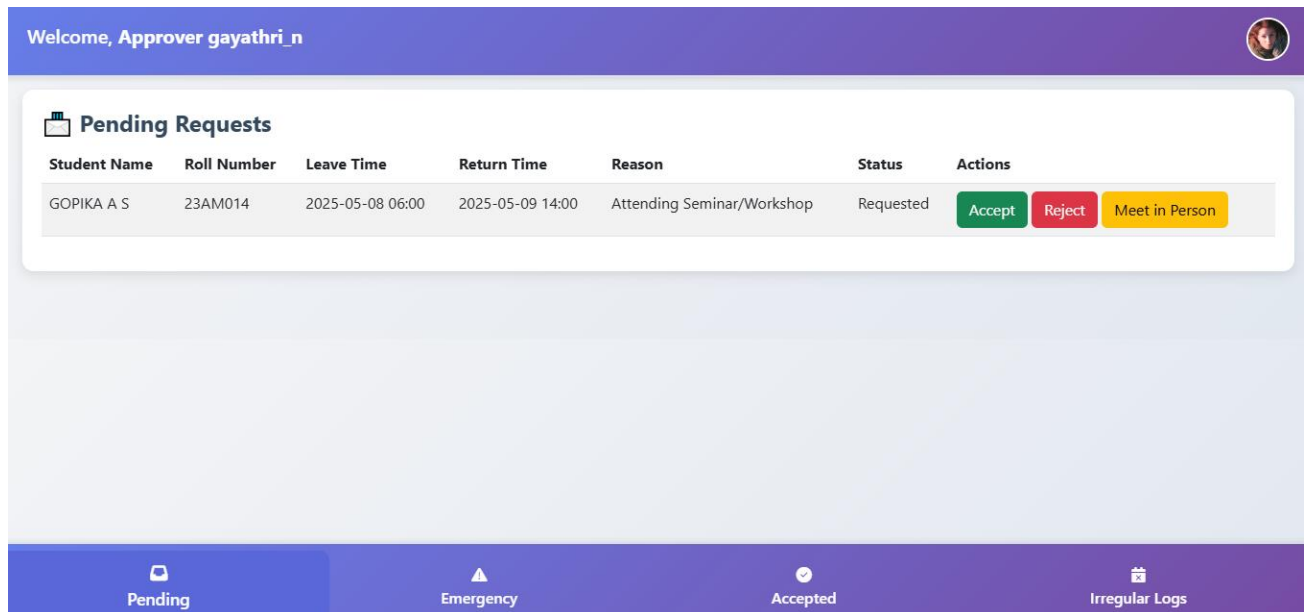 Welcome, Approver gayathri_n
Pending Requests
Student Name Roll Number Leave Time Return Time Reason Status Actions
GOPIKA A S 23AM014 2025-05-08 06:00 2025-05-09 14:00 Attending Seminar/Workshop Requested Accept Reject Meet in Person
Pending Emergency Accepted Irregular Logs